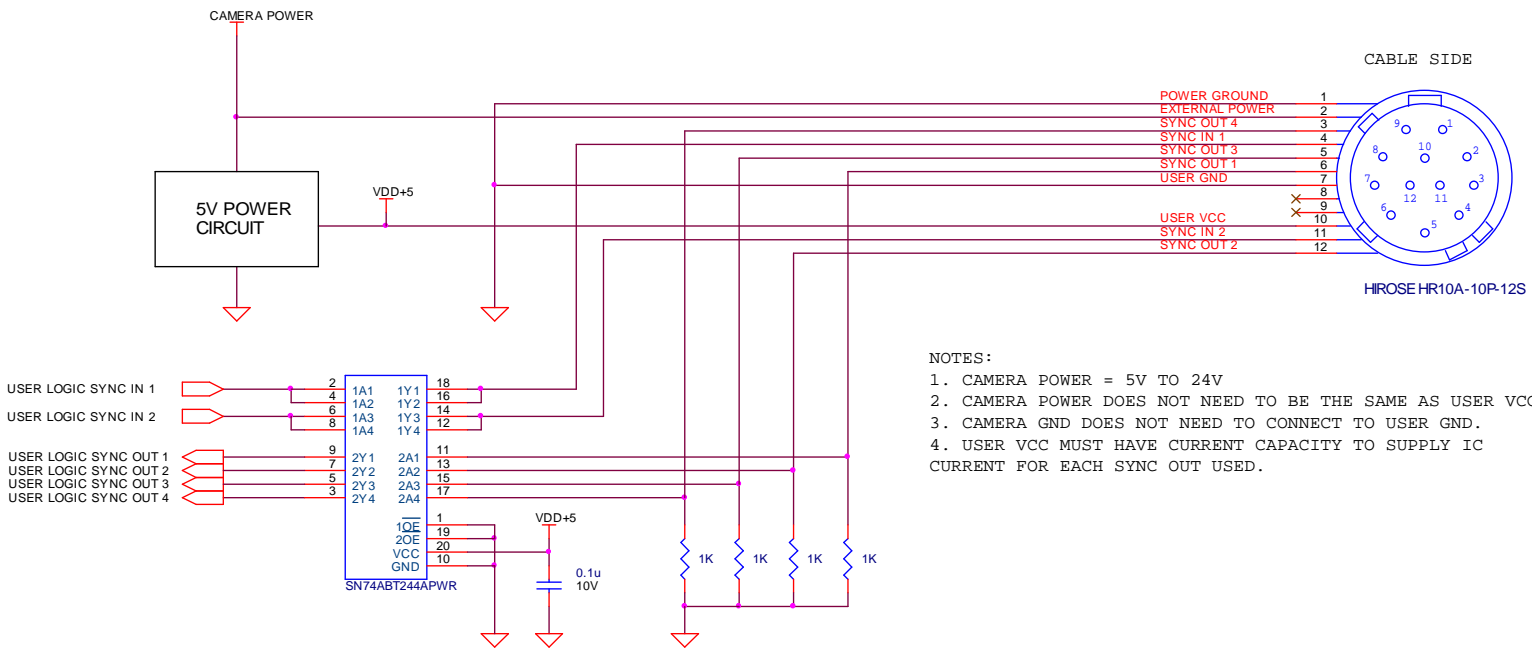 CAMERA POWER
CABLE SIDE
POWER GROUND 1
EXTERNAL POWER 2
SYNC OUT 4 3
SYNC IN 1 4
SYNC OUT 3 5
SYNC OUT 1 6
USER GND 7
8
9
USER VCC 10
SYNC IN 2 11
SYNC OUT 2 12
9 1
8 10 2
7 12 11 3
6 4
5
HIROSE HR10A-10P-12S
5V POWER
CIRCUIT
VDD+5
USER LOGIC SYNC IN 1 2 1A1 1Y1 18
4 1A2 1Y2 16
USER LOGIC SYNC IN 2 6 1A3 1Y3 14
8 1A4 1Y4 12
USER LOGIC SYNC OUT 1 9 2Y1 2A1 11
USER LOGIC SYNC OUT 2 7 2Y2 2A2 13
USER LOGIC SYNC OUT 3 5 2Y3 2A3 15
USER LOGIC SYNC OUT 4 3 2Y4 2A4 17
1OE 1
2OE 19
VCC 20
GND 10
SN74ABT244APWR
VDD+5
0.1u
10V
1K 1K 1K 1K
NOTES:
1. CAMERA POWER = 5V TO 24V
2. CAMERA POWER DOES NOT NEED TO BE THE SAME AS USER VCC
3. CAMERA GND DOES NOT NEED TO CONNECT TO USER GND.
4. USER VCC MUST HAVE CURRENT CAPACITY TO SUPPLY IC
CURRENT FOR EACH SYNC OUT USED.